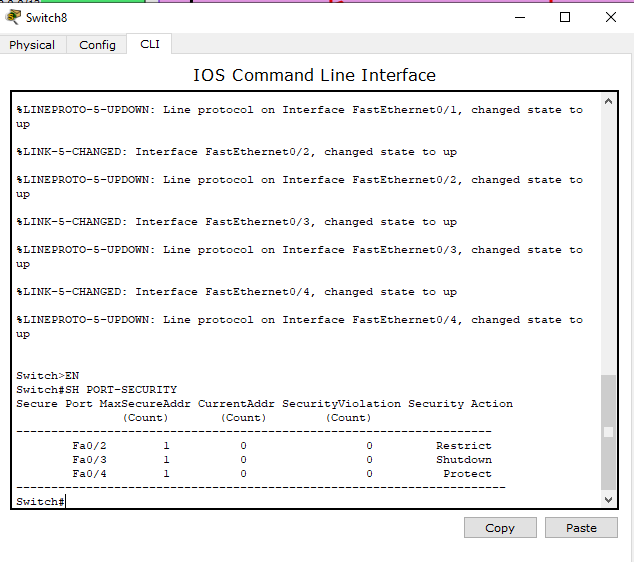 Switch8
Physical Config CLI
IOS Command Line Interface
%LINEPROTO-5-UPDOWN: Line protocol on Interface FastEthernet0/1, changed state to
up
%LINK-5-CHANGED: Interface FastEthernet0/2, changed state to up
%LINEPROTO-5-UPDOWN: Line protocol on Interface FastEthernet0/2, changed state to
up
%LINK-5-CHANGED: Interface FastEthernet0/3, changed state to up
%LINEPROTO-5-UPDOWN: Line protocol on Interface FastEthernet0/3, changed state to
up
%LINK-5-CHANGED: Interface FastEthernet0/4, changed state to up
%LINEPROTO-5-UPDOWN: Line protocol on Interface FastEthernet0/4, changed state to
up
Switch>EN
Switch#SH PORT-SECURITY
Secure Port MaxSecureAddr CurrentAddr SecurityViolation Security Action
(Count) (Count) (Count)
--------------------------------------------------------------------
Fa0/2 1 0 0 Restrict
Fa0/3 1 0 0 Shutdown
Fa0/4 1 0 0 Protect
----------------------------------------------------------------------
Switch#
Copy Paste